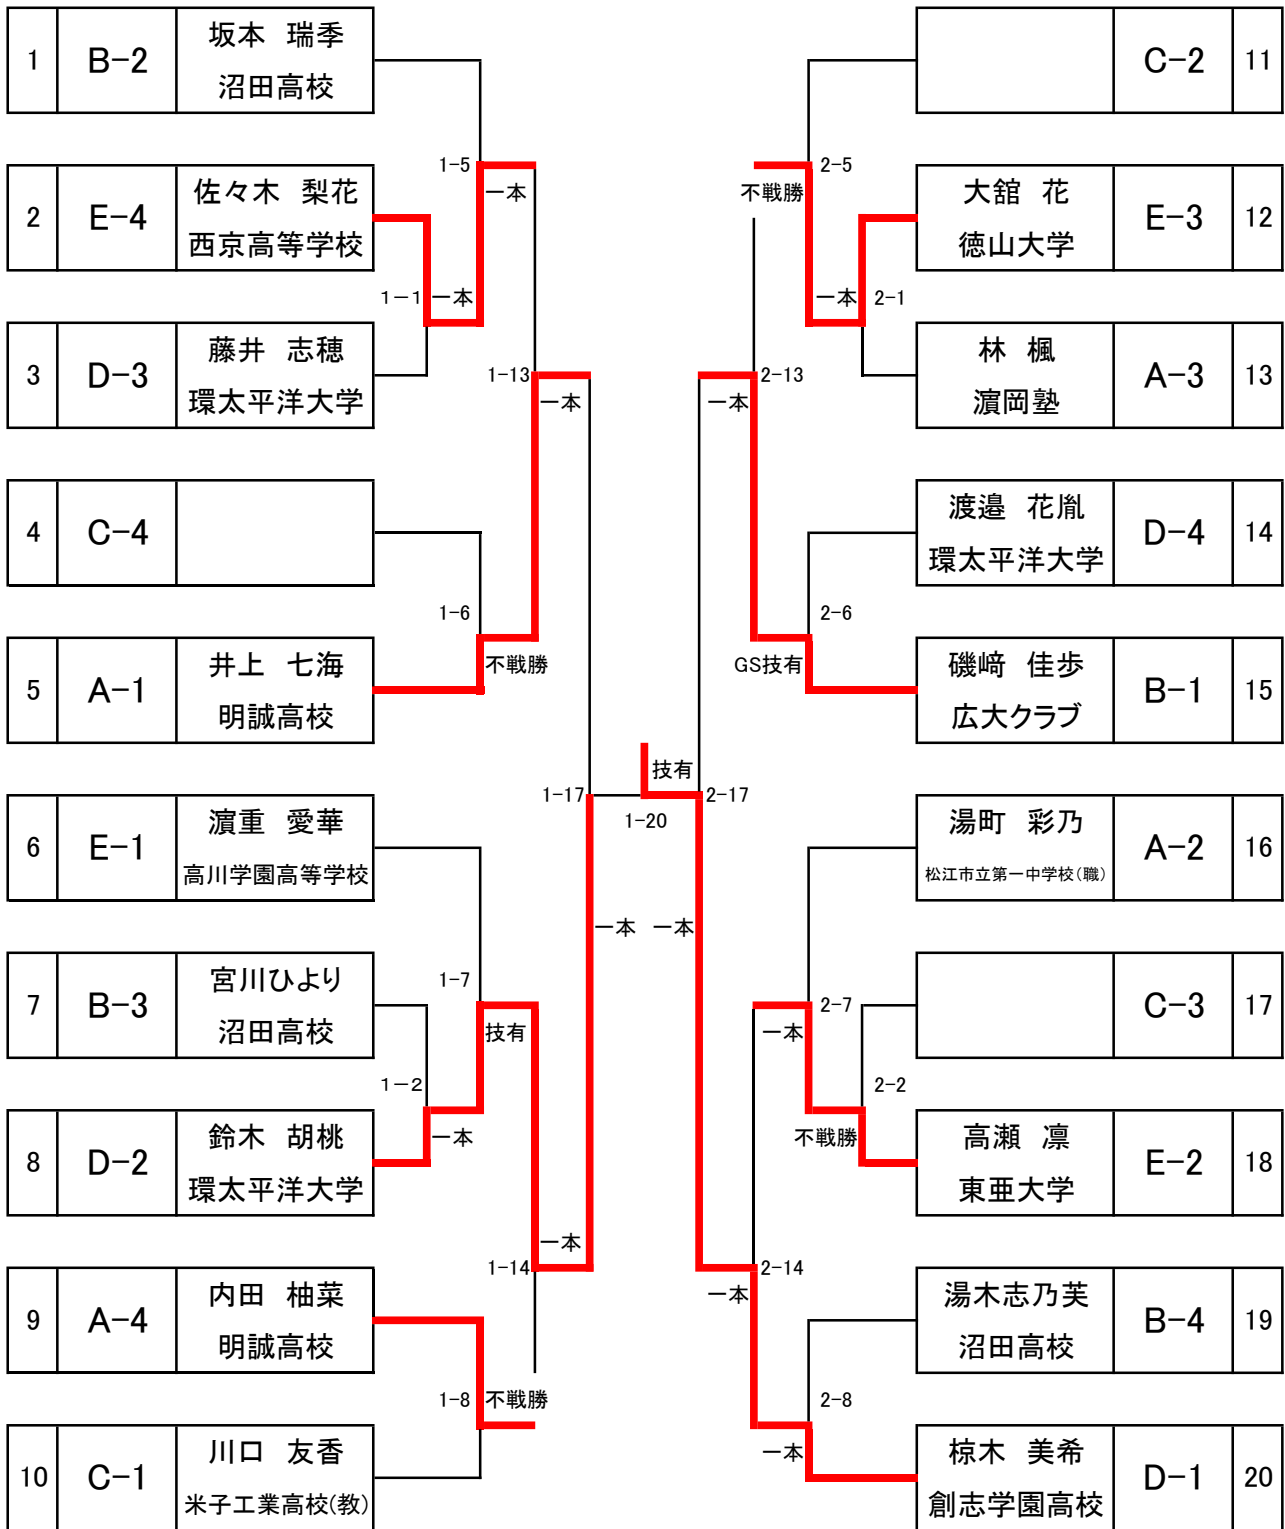 1
B-2
坂本 瑞季
沼田高校
2
E-4
佐々木 梨花
西京高等学校
3
D-3
藤井 志穂
環太平洋大学
4
C-4
5
A-1
井上 七海
明誠高校
6
E-1
濵重 愛華
高川学園高等学校
7
B-3
宮川ひより
沼田高校
8
D-2
鈴木 胡桃
環太平洋大学
9
A-4
内田 柚菜
明誠高校
10
C-1
川口 友香
米子工業高校(教)
1-5
一本
1-1
一本
1-13
一本
1-6
不戦勝
1-17
一本
1-7
技有
1-2
一本
1-14
一本
1-8
不戦勝
技有
1-20
2-5
不戦勝
一本
2-1
2-13
一本
2-6
GS技有
2-17
一本
2-7
一本
2-2
不戦勝
2-14
一本
2-8
一本
C-2
11
大舘 花
徳山大学
E-3
12
林 楓
濵岡塾
A-3
13
渡邉 花胤
環太平洋大学
D-4
14
磯﨑 佳歩
広大クラブ
B-1
15
湯町 彩乃
松江市立第一中学校(職)
A-2
16
C-3
17
高瀬 凛
東亜大学
E-2
18
湯木志乃芙
沼田高校
B-4
19
椋木 美希
創志学園高校
D-1
20